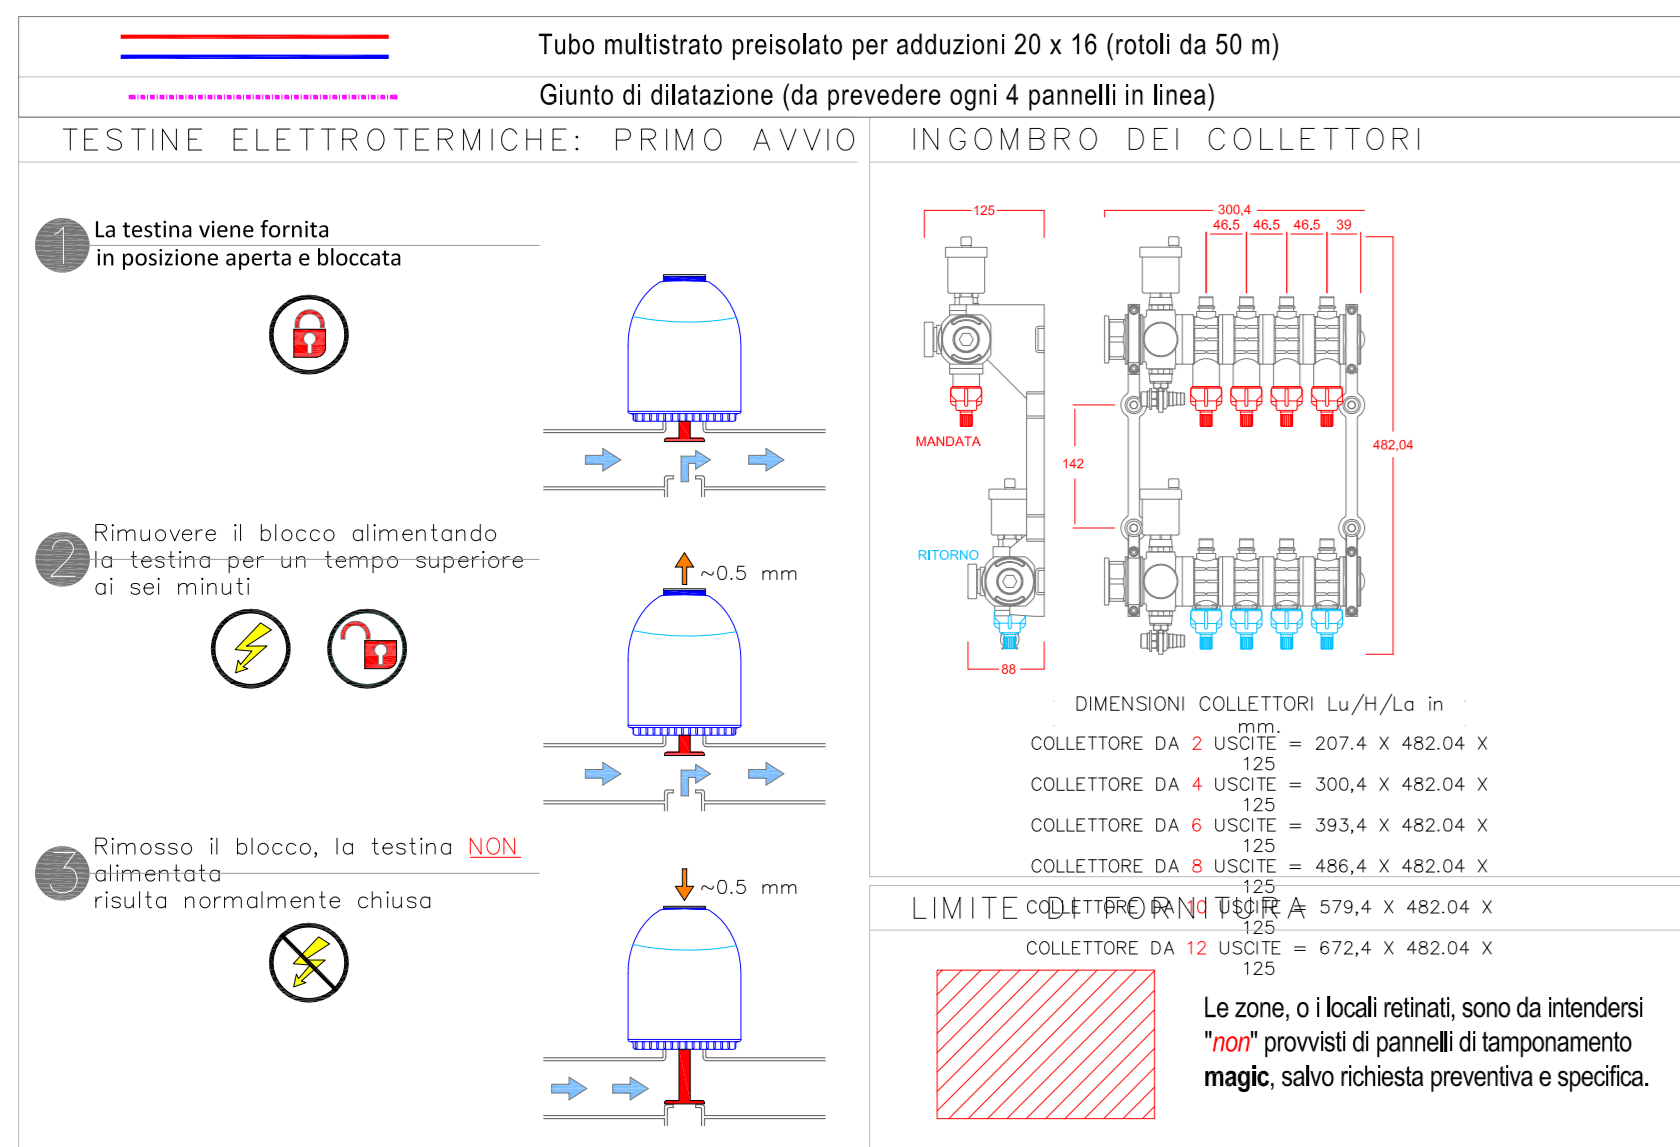 Tubo multistrato preisolato per adduzioni 20 x 16 (rotoli da 50 m)
Giunto di dilatazione (da prevedere ogni 4 pannelli in linea)
TESTINE ELETTROTERMICHE: PRIMO AVVIO
1
La testina viene fornita
in posizione aperta e bloccata
2
Rimuovere il blocco alimentando
la testina per un tempo superiore
ai sei minuti
~0.5 mm
3
Rimosso il blocco, la testina NON
alimentata
risulta normalmente chiusa
~0.5 mm
INGOMBRO DEI COLLETTORI
125
300,4
46.5 46.5 46.5 39
MANDATA
142
482,04
RITORNO
88
DIMENSIONI COLLETTORI Lu/H/La in
mm.
COLLETTORE DA 2 USCITE = 207.4 X 482.04 X
125
COLLETTORE DA 4 USCITE = 300,4 X 482.04 X
125
COLLETTORE DA 6 USCITE = 393,4 X 482.04 X
125
COLLETTORE DA 8 USCITE = 486,4 X 482.04 X
125
COLLETTORE DA 10 USCITE = 579,4 X 482.04 X
125
COLLETTORE DA 12 USCITE = 672,4 X 482.04 X
125
LIMITE DI FORNITURA
Le zone, o i locali retinati, sono da intendersi
"non" provvisti di pannelli di tamponamento
magic, salvo richiesta preventiva e specifica.